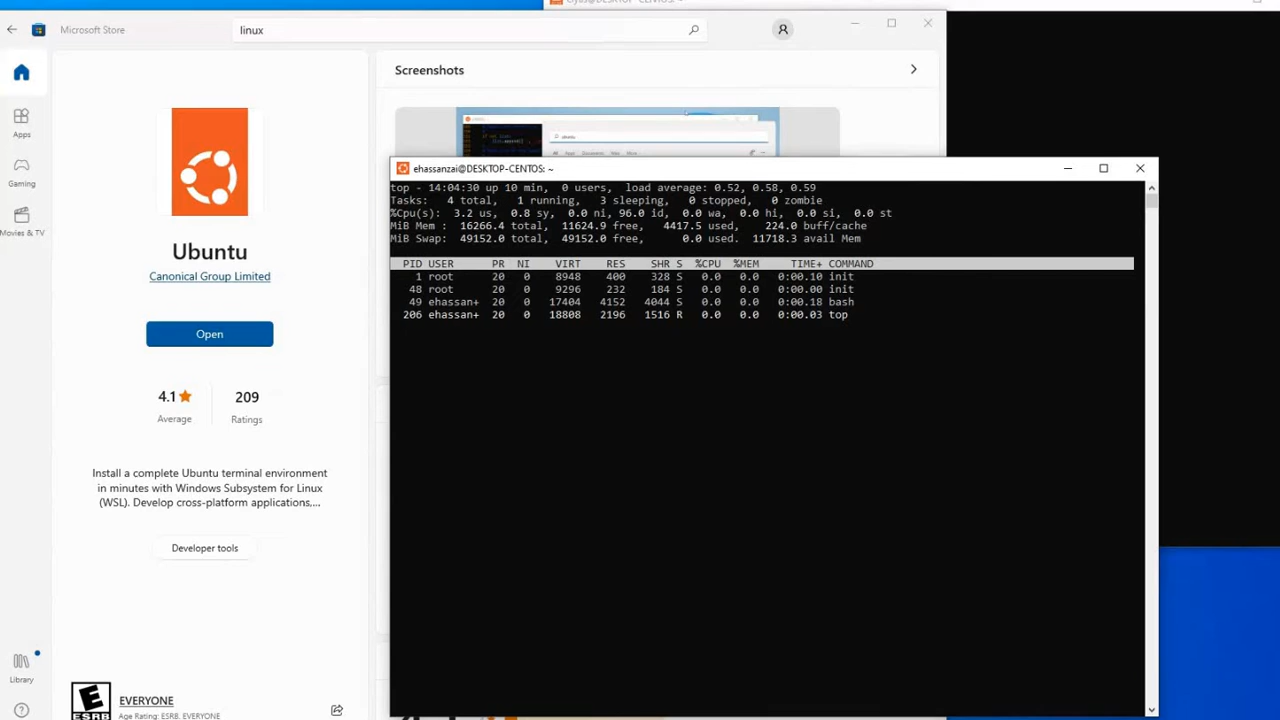 Microsoft Store
linux
Apps
Gaming
Movies & TV
Library
Ubuntu
Canonical Group Limited
Open
4.1
Average
209
Ratings
Install a complete Ubuntu terminal environment
in minutes with Windows Subsystem for Linux
(WSL). Develop cross-platform applications,...
Developer tools
E
ESRB
EVERYONE
Age Rating: ESRB, EVERYONE
Screenshots
ehassanzai@DESKTOP-CENTOS: ~
top - 14:04:30 up 10 min, 0 users, load average: 0.52, 0.58, 0.59
Tasks: 4 total, 1 running, 3 sleeping, 0 stopped, 0 zombie
%Cpu(s): 3.2 us, 0.8 sy, 0.0 ni, 96.0 id, 0.0 wa, 0.0 hi, 0.0 si, 0.0 st
MiB Mem : 16266.4 total, 11624.9 free, 4417.5 used, 224.0 buff/cache
MiB Swap: 49152.0 total, 49152.0 free, 0.0 used. 11718.3 avail Mem
PID USER PR NI VIRT RES SHR S %CPU %MEM TIME+ COMMAND
1 root 20 0 8948 400 328 S 0.0 0.0 0:00.10 init
48 root 20 0 9296 232 184 S 0.0 0.0 0:00.00 init
49 ehassan+ 20 0 17404 4152 4044 S 0.0 0.0 0:00.18 bash
206 ehassan+ 20 0 18808 2196 1516 R 0.0 0.0 0:00.03 top